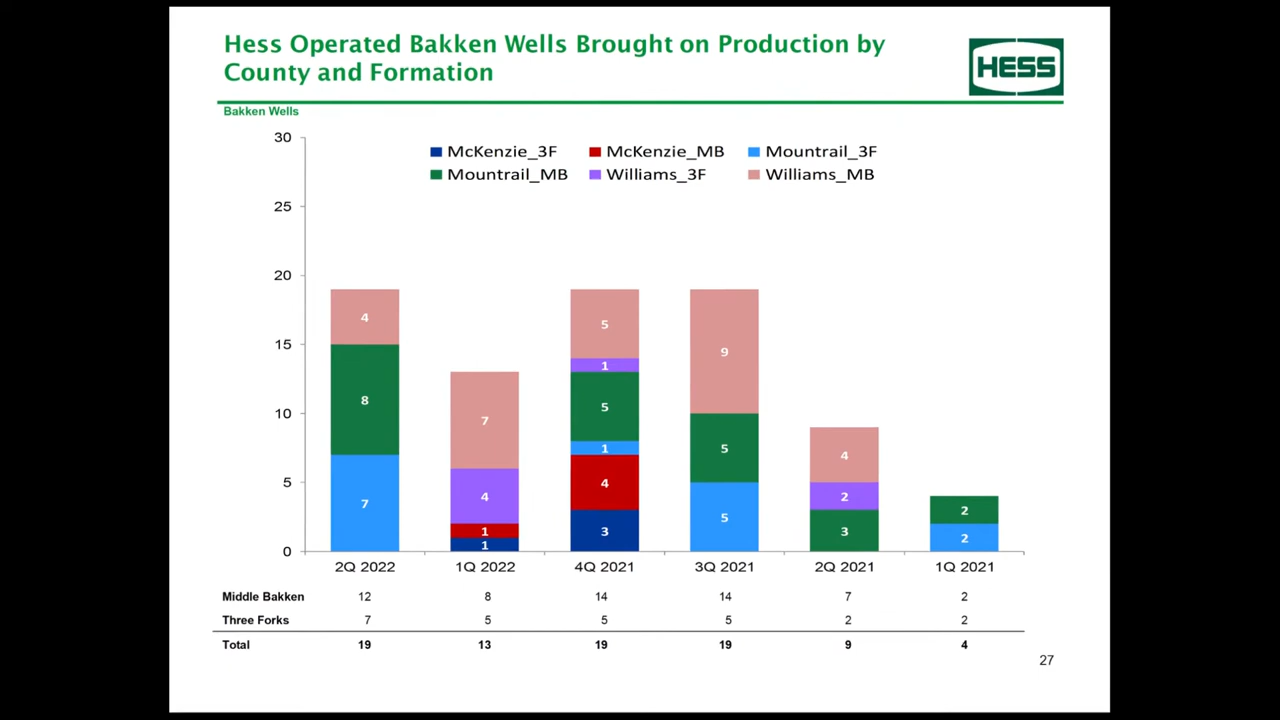 Hess Operated Bakken Wells Brought on Production by
County and Formation
HESS
Bakken Wells
McKenzie_3F McKenzie_MB Mountrail_3F
Mountrail_MB Williams_3F Williams_MB
30
25
20
15
10
5
0
4
8
7
7
4
1
1
5
1
5
1
4
3
9
5
5
4
2
3
2
2
2Q 2022 1Q 2022 4Q 2021 3Q 2021 2Q 2021 1Q 2021
Middle Bakken 12 8 14 14 7 2
Three Forks 7 5 5 5 2 2
Total 19 13 19 19 9 4
27